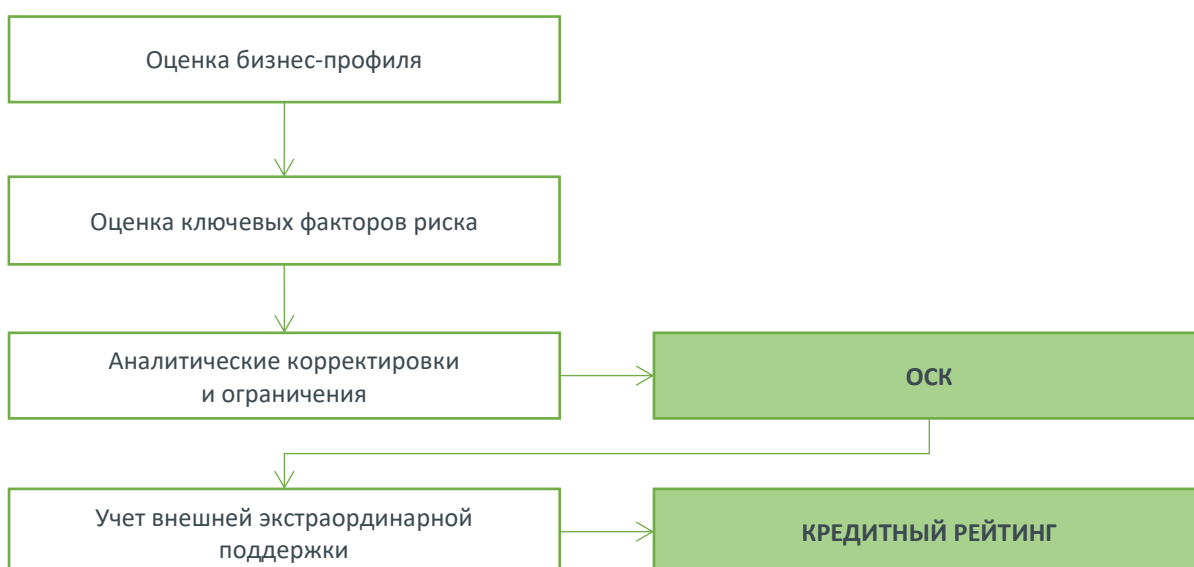 Оценка бизнес-профиля
Оценка ключевых факторов риска
Аналитические корректировки
и ограничения
ОСК
Учет внешней экстраординарной
поддержки
КРЕДИТНЫЙ РЕЙТИНГ